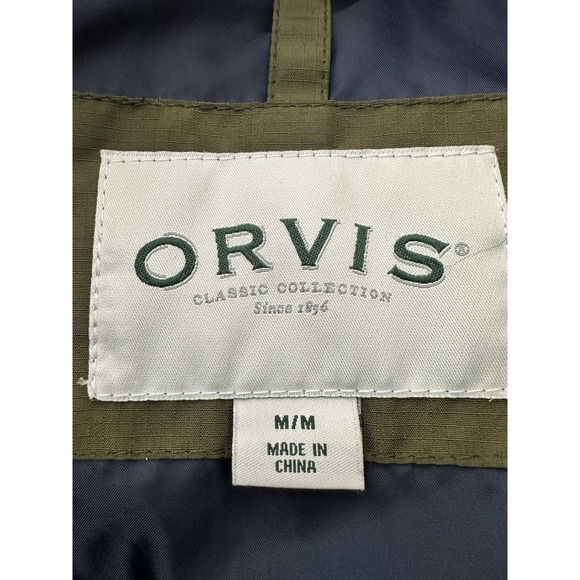 ORVIS®
CLASSIC COLLECTION
Since 1856
M/M
MADE IN
CHINA